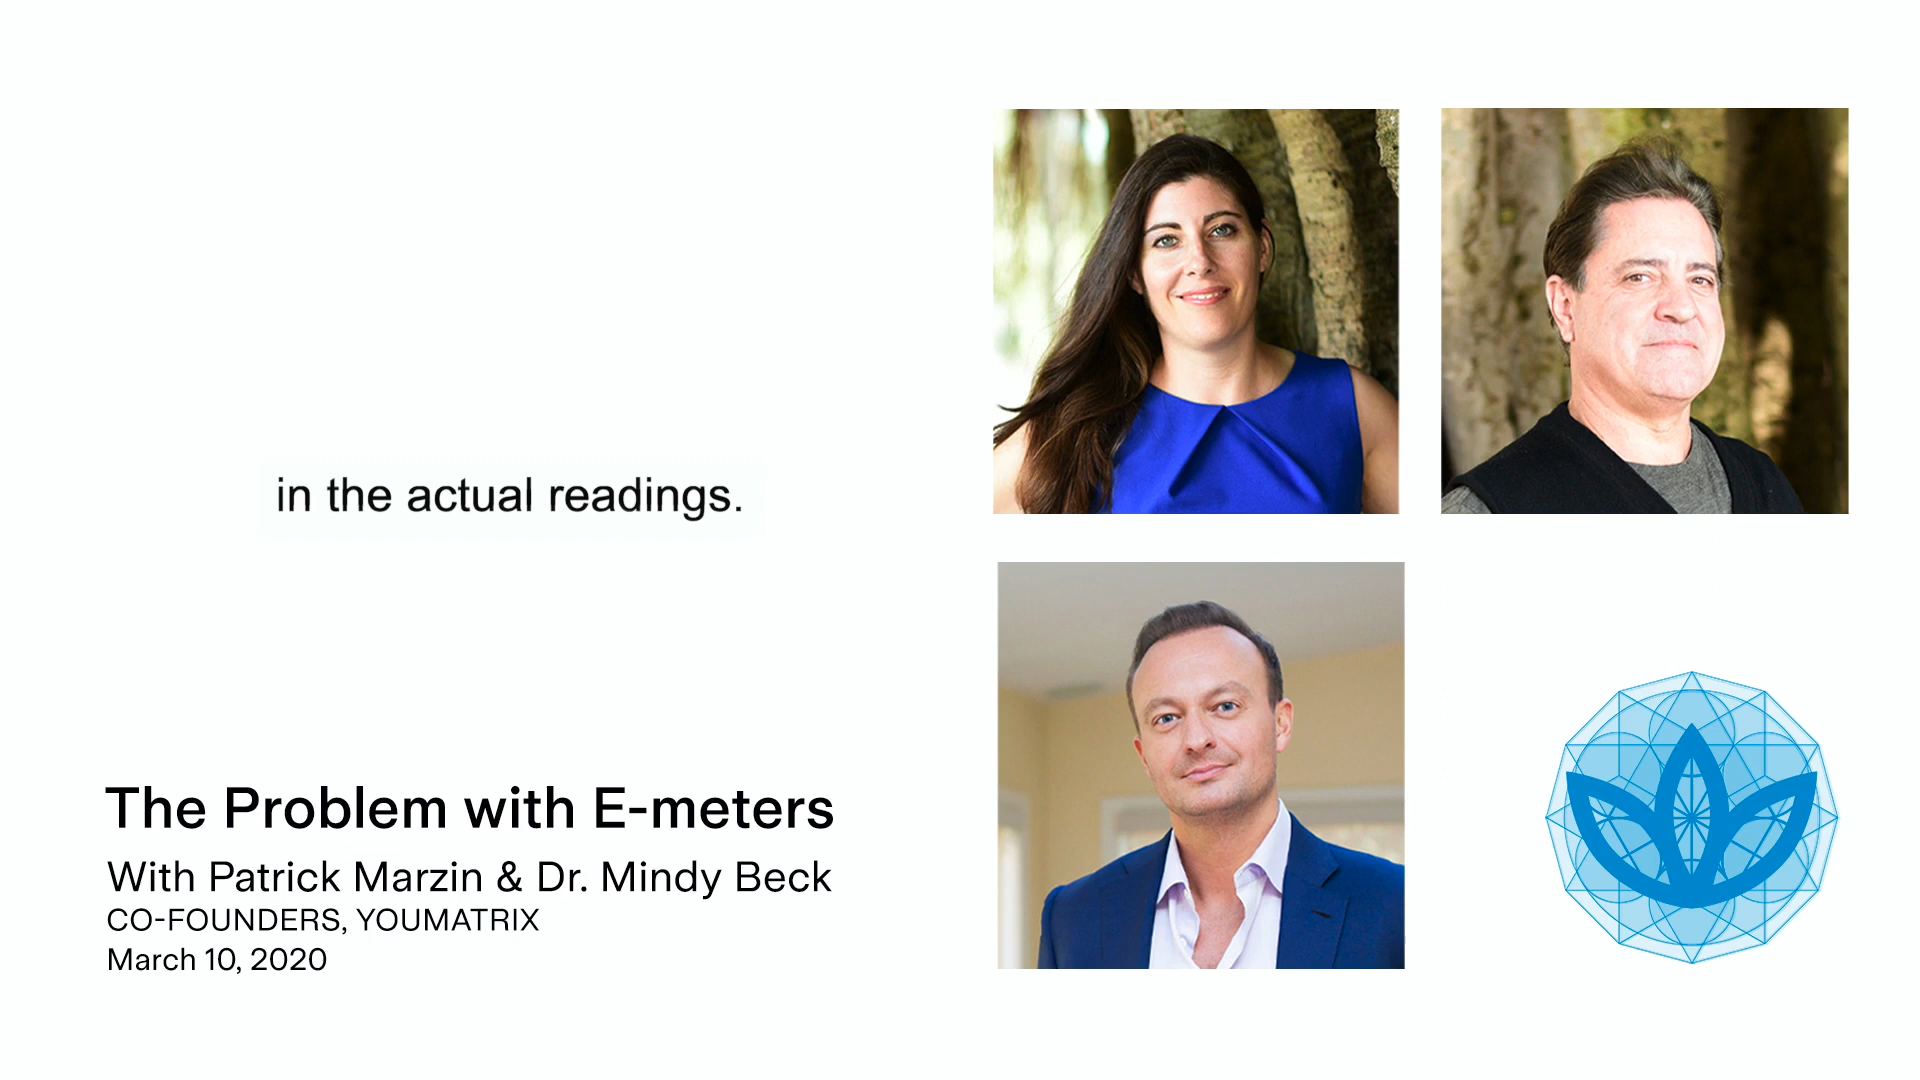 in the actual readings.
The Problem with E-meters
With Patrick Marzin & Dr. Mindy Beck
CO-FOUNDERS, YOUMATRIX
March 10, 2020